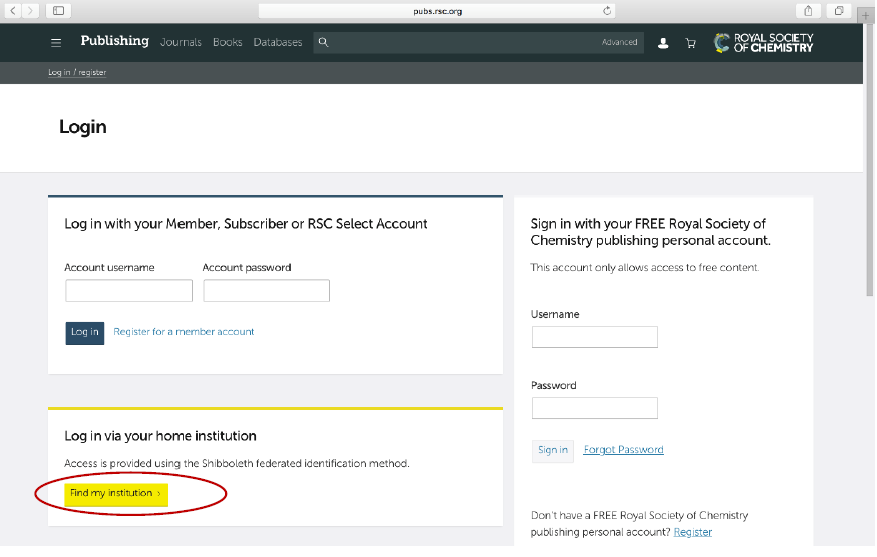 pubs.rsc.org
Publishing Journals Books Databases Advanced ROYAL SOCIETY
OF CHEMISTRY
Log in / register
Login
Log in with your Member, Subscriber or RSC Select Account
Account username Account password
Log in Register for a member account
Log in via your home institution
Access is provided using the Shibboleth federated identification method.
Find my institution ›
Sign in with your FREE Royal Society of
Chemistry publishing personal account.
This account only allows access to free content.
Username
Password
Sign in Forgot Password
Don't have a FREE Royal Society of Chemistry
publishing personal account? Register